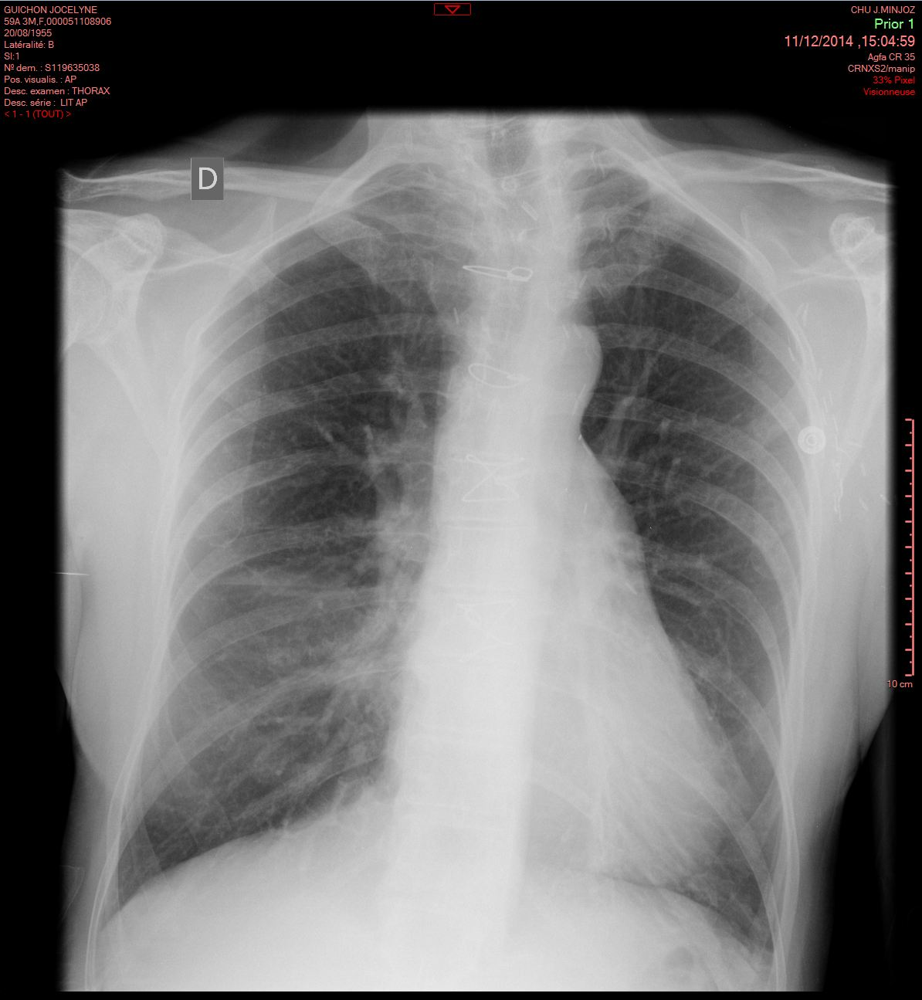 GUICHON JOCELYNE
59A 3M,F,000051108906
20/08/1955
Latéralité: B
SI:1
Nº dem. : S119635038
Pos. visualis. : AP
Desc. examen : THORAX
Desc. série : LIT AP
< 1 - 1 (TOUT) >
CHU J.MINJOZ
Prior 1
11/12/2014 ,15:04:59
Agfa CR 35
CRNXS2/manip
33% Pixel
Visionneuse
D
10 cm